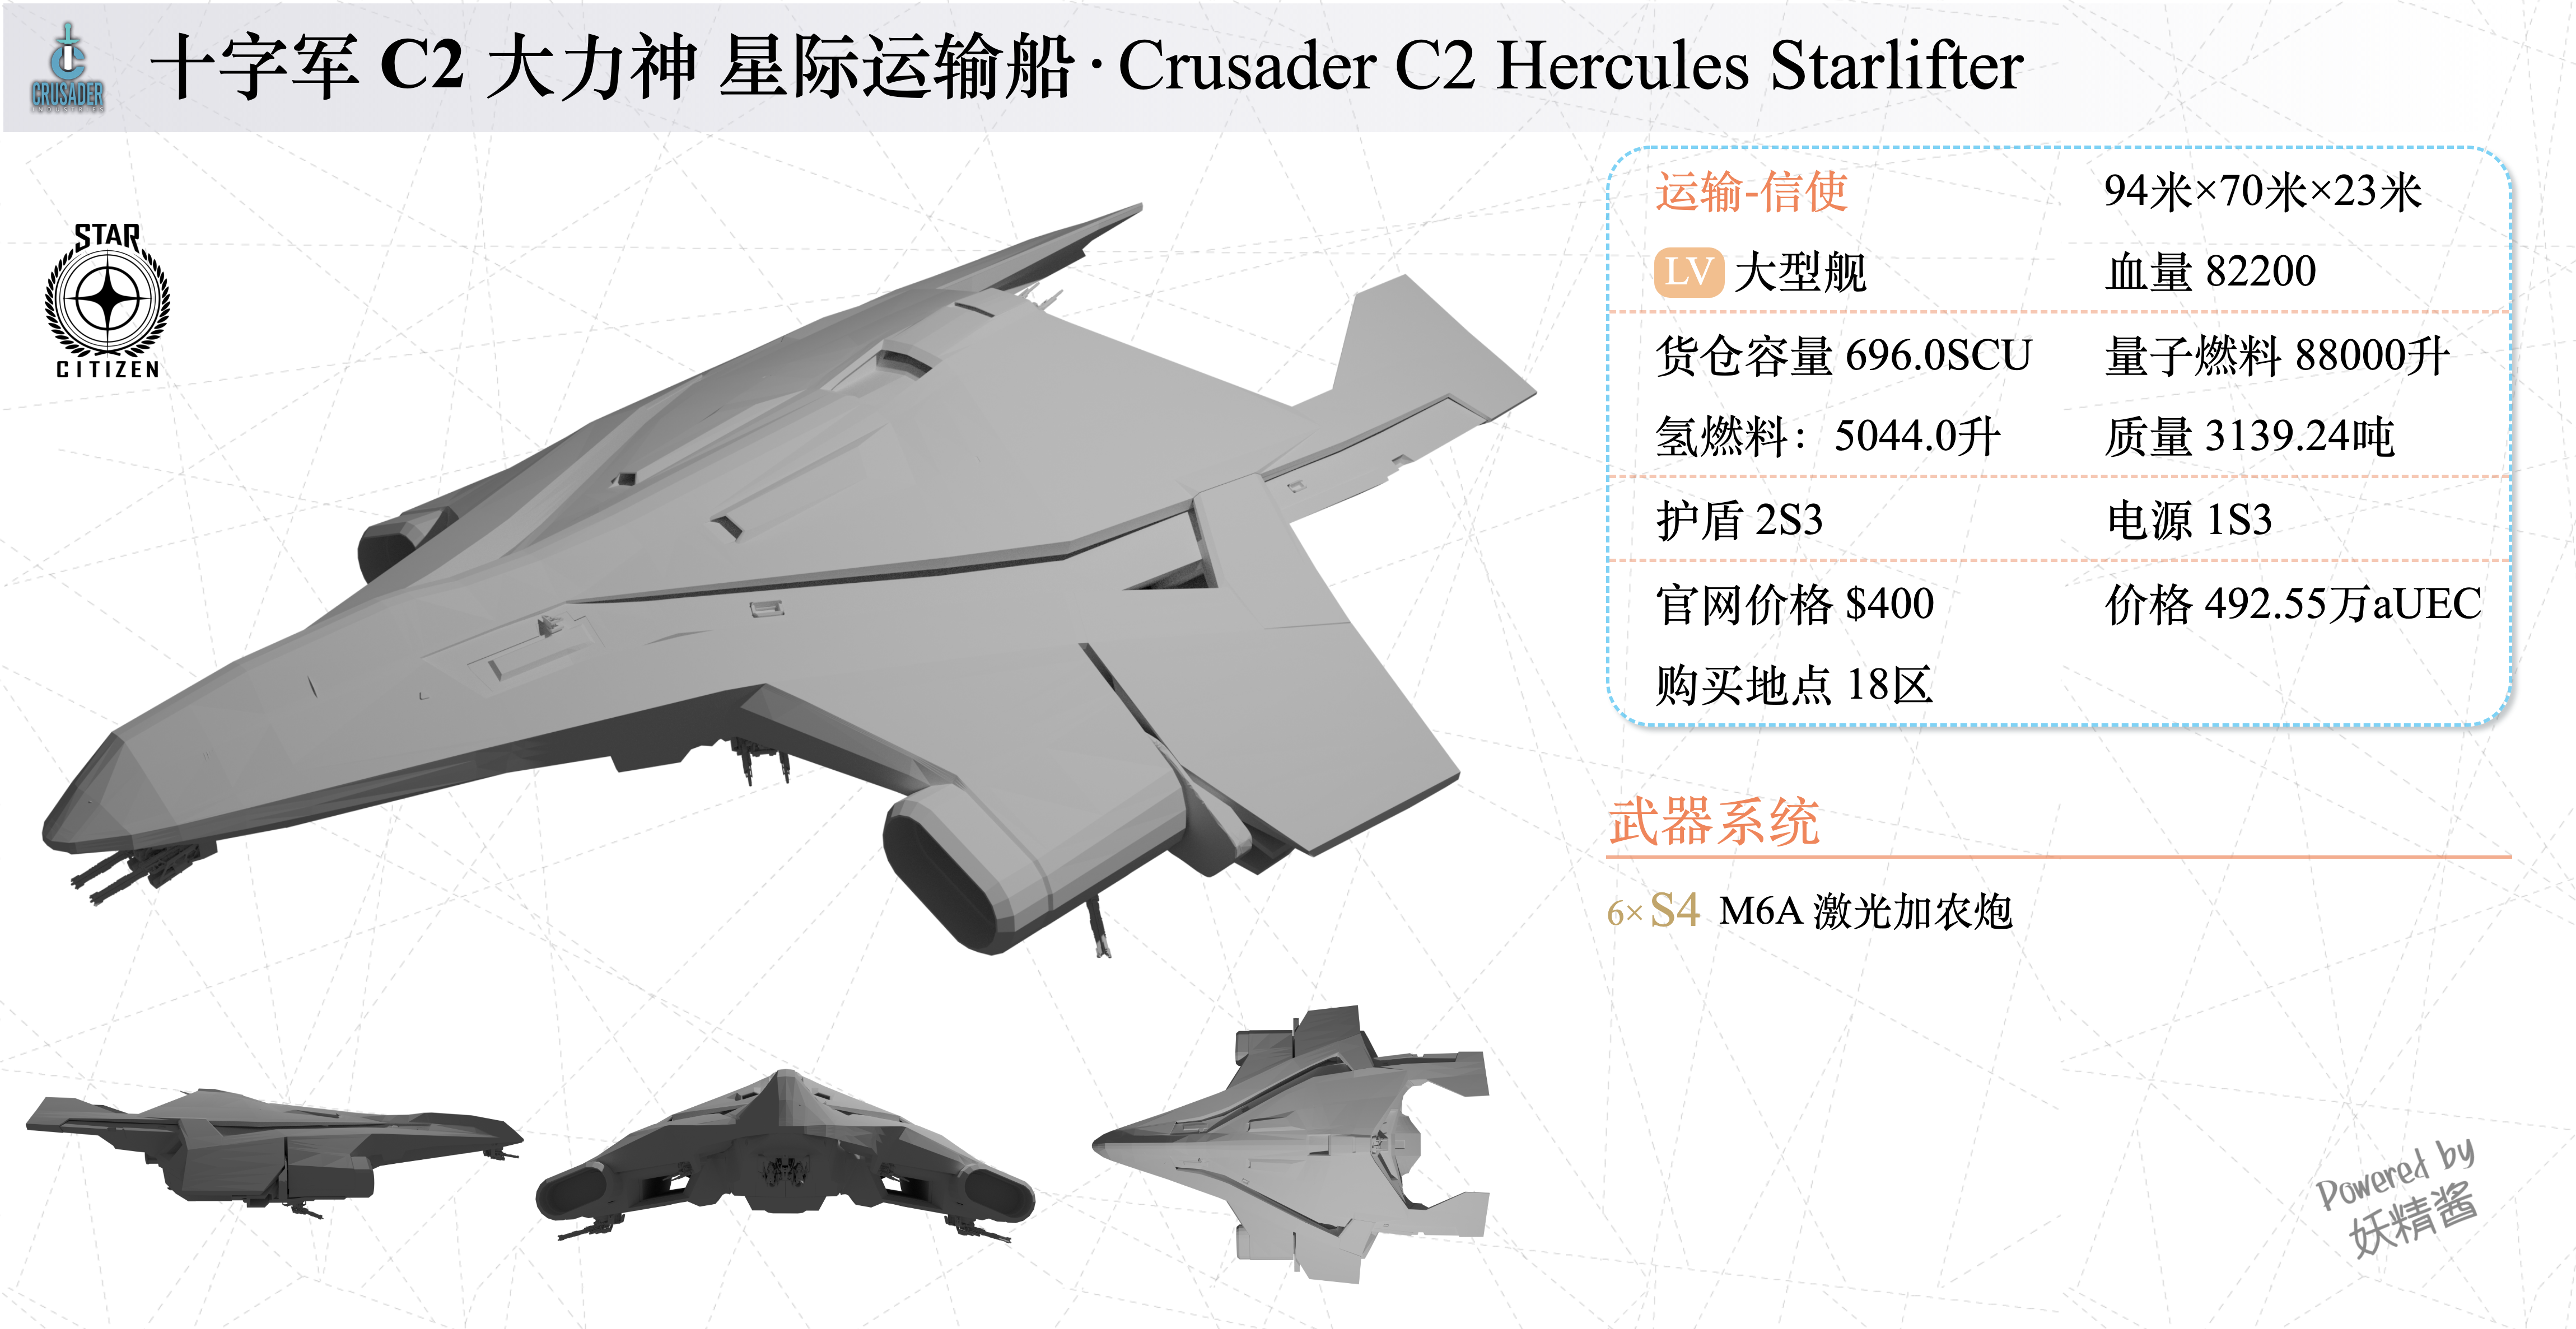 CRUSADER
INDUSTRIES
十字军 C2 大力神 星际运输船·Crusader C2 Hercules Starlifter
STAR
CITIZEN
运输-信使 94米×70米×23米
LV 大型舰 血量 82200
货仓容量 696.0SCU 量子燃料 88000升
氢燃料：5044.0升 质量 3139.24吨
护盾 2S3 电源 1S3
官网价格 $400 价格 492.55万aUEC
购买地点 18区
武器系统
6× S4 M6A 激光加农炮
Powered by
妖精酱